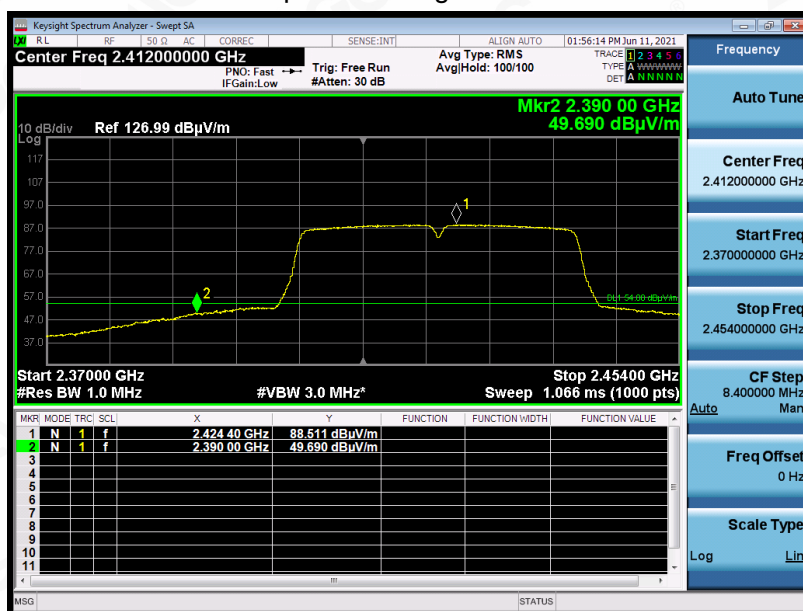 Keysight Spectrum Analyzer - Swept SA
LXI RL RF 50 Ω AC CORREC SENSE:INT ALIGN AUTO 01:56:14 PM Jun 11, 2021
Center Freq 2.412000000 GHz
PNO: Fast
IFGain:Low
Trig: Free Run
#Atten: 30 dB
Avg Type: RMS
Avg|Hold: 100/100
TRACE 1 2 3 4 5 6
TYPE A WWWWW
DET A N N N N N
Mkr2 2.390 00 GHz
49.690 dBµV/m
10 dB/div Ref 126.99 dBµV/m
Log
117
107
97.0
87.0
77.0
67.0
57.0
47.0
37.0
1
2
DL1 54.00 dBµV/m
Start 2.37000 GHz Stop 2.45400 GHz
#Res BW 1.0 MHz #VBW 3.0 MHz* Sweep 1.066 ms (1000 pts)
MKR MODE TRC SCL X Y FUNCTION FUNCTION WIDTH FUNCTION VALUE
1 N 1 f 2.424 40 GHz 88.511 dBµV/m
2 N 1 f 2.390 00 GHz 49.690 dBµV/m
3
4
5
6
7
8
9
10
11
MSG STATUS
Frequency
Auto Tune
Center Freq
2.412000000 GHz
Start Freq
2.370000000 GHz
Stop Freq
2.454000000 GHz
CF Step
8.400000 MHz
Auto Man
Freq Offset
0 Hz
Scale Type
Log Lin